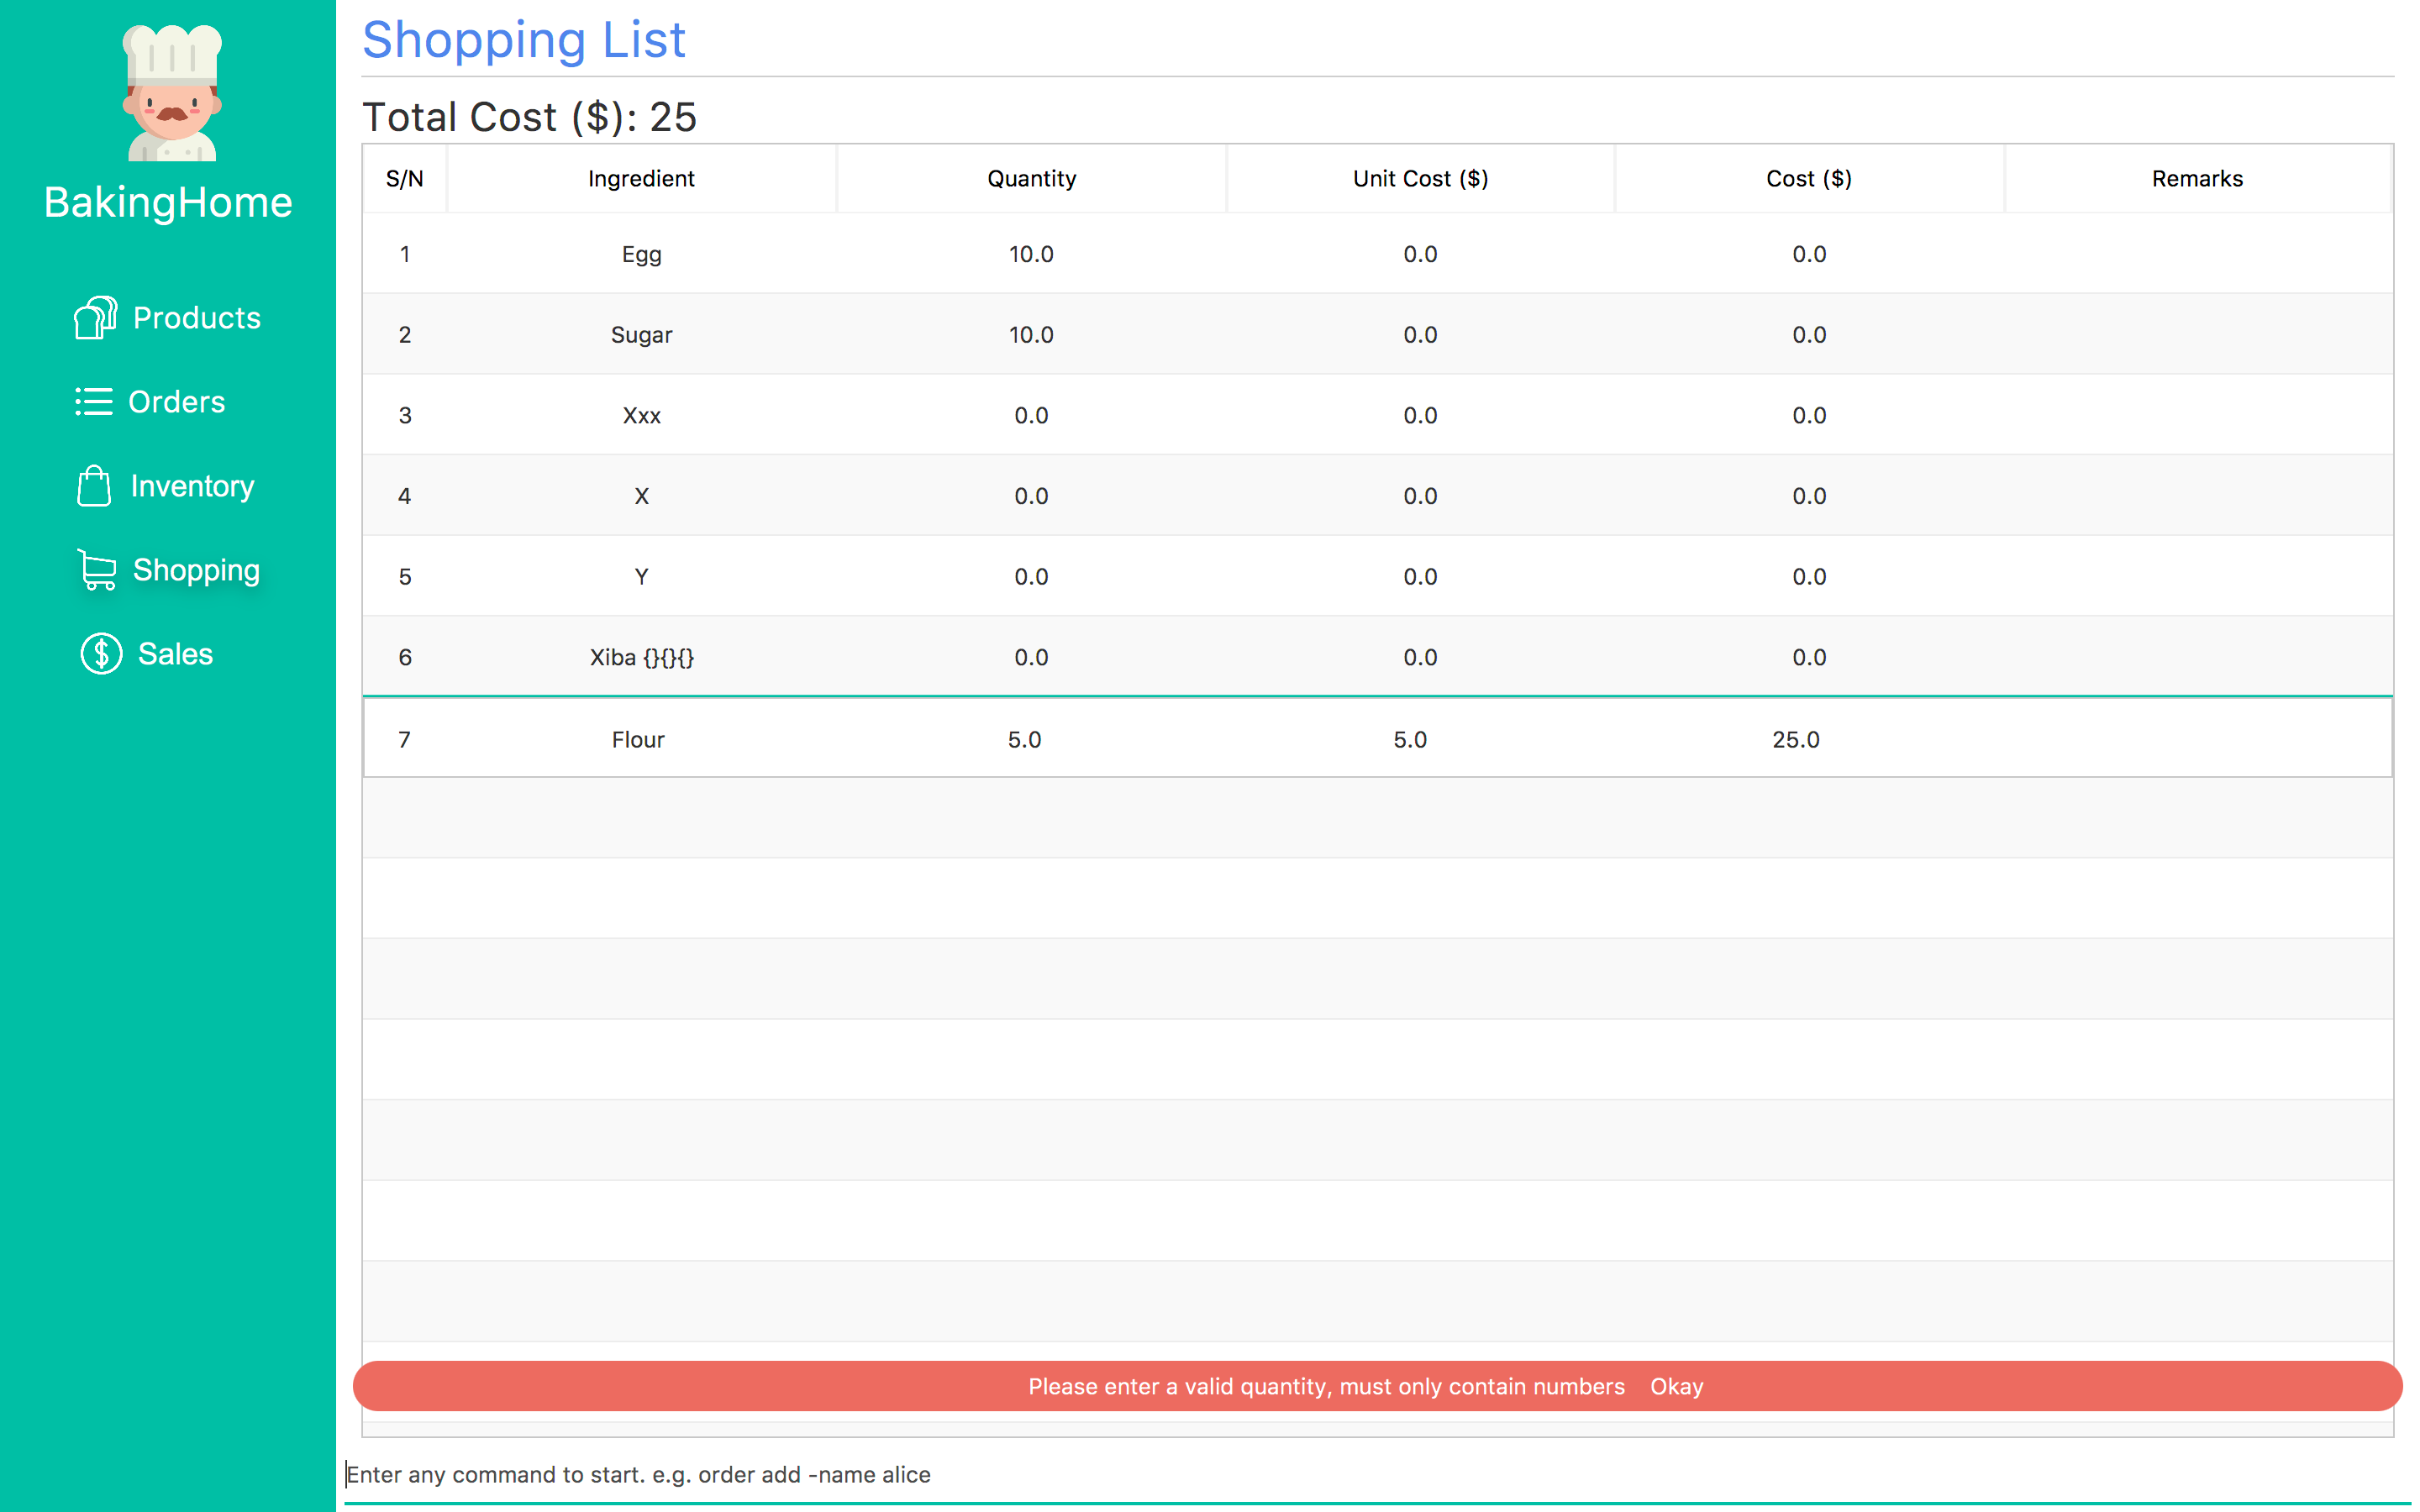 BakingHome
Products
Orders
Inventory
Shopping
Sales
Shopping List
Total Cost ($): 25
S/N Ingredient Quantity Unit Cost ($) Cost ($) Remarks
1 Egg 10.0 0.0 0.0
2 Sugar 10.0 0.0 0.0
3 Xxx 0.0 0.0 0.0
4 X 0.0 0.0 0.0
5 Y 0.0 0.0 0.0
6 Xiba {}{}{} 0.0 0.0 0.0
7 Flour 5.0 5.0 25.0
Please enter a valid quantity, must only contain numbers Okay
Enter any command to start. e.g. order add -name alice